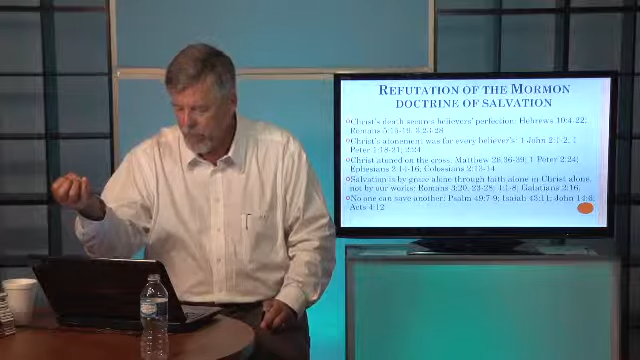 REFUTATION OF THE MORMON
DOCTRINE OF SALVATION
Christ's death secures believers' perfection: Hebrews 10:4-22;
Romans 5:15-19; 3:23-28
Christ's atonement was for every believer's: 1 John 2:1-2, 1
Peter 1:18-21; 2:24
Christ atoned on the cross. Matthew 26:36-39; 1 Peter 2:24;
Ephesians 2:14-16; Colossians 2:13-14
Salvation is by grace alone through faith alone in Christ alone,
not by our works: Romans 3:20, 23-28; 4:1-8; Galatians 2:16.
No one can save another: Psalm 49:7-9; Isaiah 43:11; John 14:6;
Acts 4:12